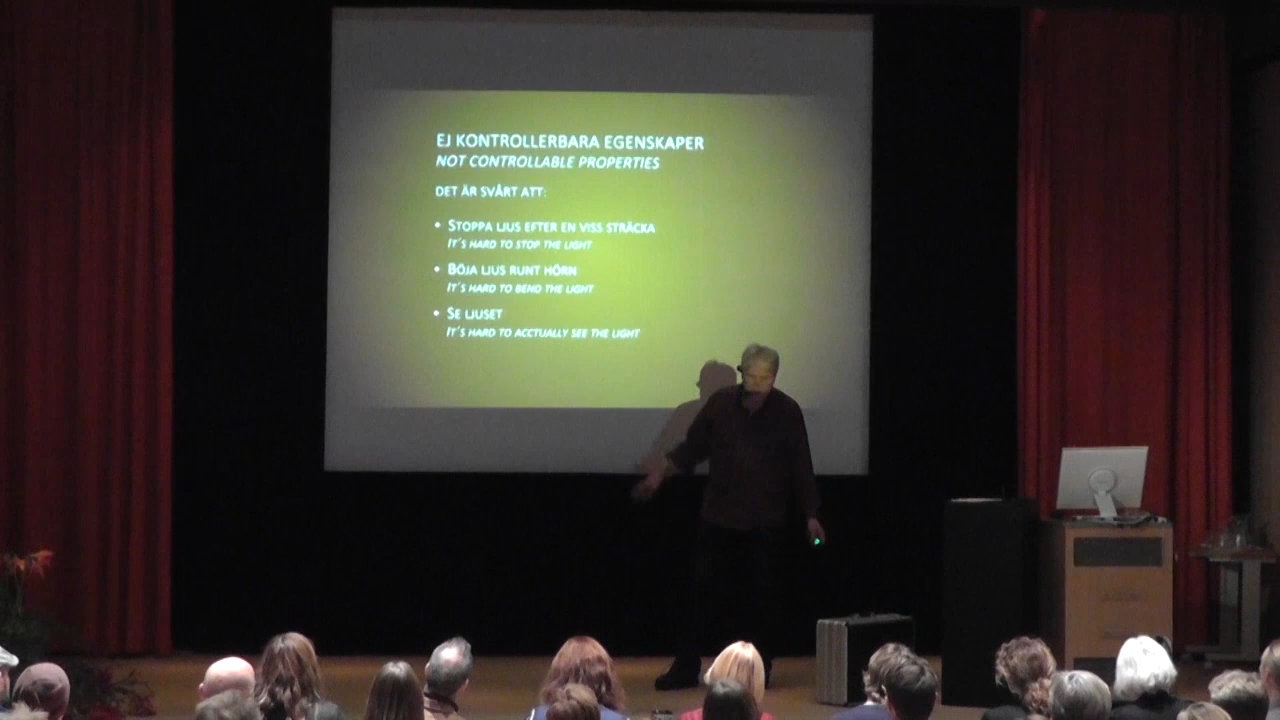 EJ KONTROLLERBARA EGENSKAPER
NOT CONTROLLABLE PROPERTIES
DET ÄR SVÅRT ATT:
• STOPPA LJUS EFTER EN VISS STRÄCKA
IT´S HARD TO STOP THE LIGHT
• BÖJA LJUS RUNT HÖRN
IT´S HARD TO BEND THE LIGHT
• SE LJUSET
IT´S HARD TO ACCTUALLY SEE THE LIGHT